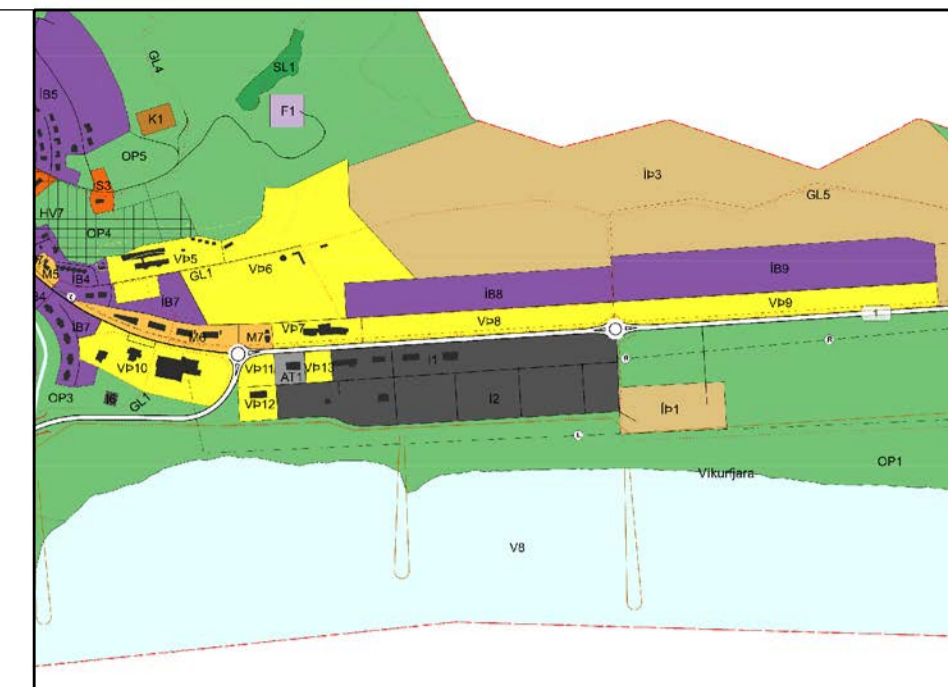 GL4
SL1
ÍB5
K1
F1
OP5
ÍÞ3
S3
GL5
HV7
OP4
VÞ5
GL1
VÞ6
M5
ÍB4
ÍB9
ÍB8
ÍB7
VÞ9
ÍB7
M6
M7
VÞ7
VÞ8
1
R
VÞ10
VÞ11
AT1
VÞ13
I1
R
OP3
I6
GL1
VÞ12
I2
ÍÞ1
L
OP1
Víkurfjara
V8